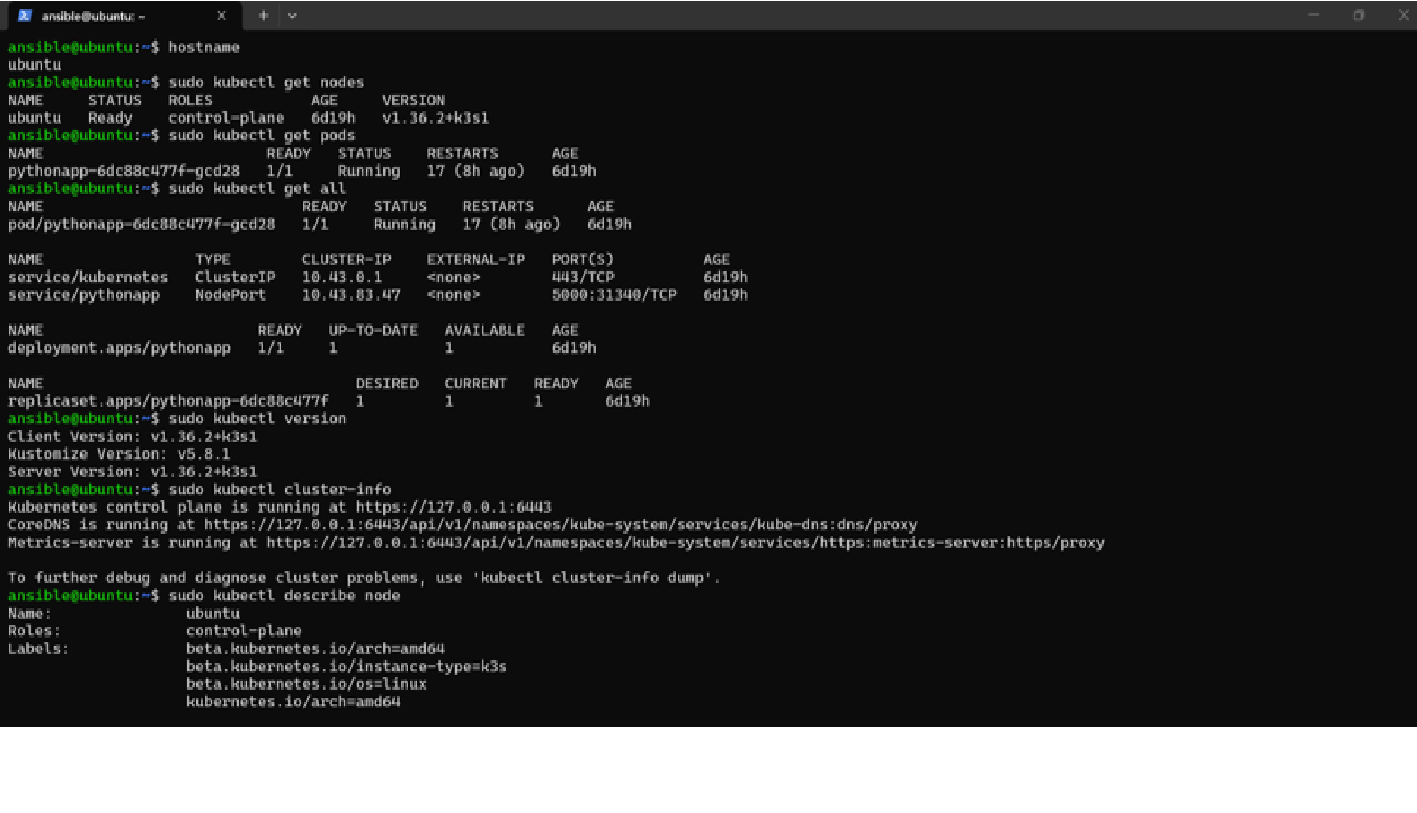 ansible@ubuntu: ~
ansible@ubuntu:~$ hostname
ubuntu
ansible@ubuntu:~$ sudo kubectl get nodes
NAME     STATUS   ROLES           AGE     VERSION
ubuntu   Ready    control-plane   6d19h   v1.36.2+k3s1
ansible@ubuntu:~$ sudo kubectl get pods
NAME                         READY   STATUS    RESTARTS      AGE
pythonapp-6dc88c477f-gcd28   1/1     Running   17 (8h ago)   6d19h
ansible@ubuntu:~$ sudo kubectl get all
NAME                             READY   STATUS    RESTARTS      AGE
pod/pythonapp-6dc88c477f-gcd28   1/1     Running   17 (8h ago)   6d19h
NAME                 TYPE        CLUSTER-IP     EXTERNAL-IP   PORT(S)          AGE
service/kubernetes   ClusterIP   10.43.0.1      <none>        443/TCP          6d19h
service/pythonapp    NodePort    10.43.83.47    <none>        5000:31340/TCP   6d19h
NAME                        READY   UP-TO-DATE   AVAILABLE   AGE
deployment.apps/pythonapp   1/1     1            1           6d19h
NAME                                   DESIRED   CURRENT   READY   AGE
replicaset.apps/pythonapp-6dc88c477f   1         1         1       6d19h
ansible@ubuntu:~$ sudo kubectl version
Client Version: v1.36.2+k3s1
Kustomize Version: v5.8.1
Server Version: v1.36.2+k3s1
ansible@ubuntu:~$ sudo kubectl cluster-info
Kubernetes control plane is running at https://127.0.0.1:6443
CoreDNS is running at https://127.0.0.1:6443/api/v1/namespaces/kube-system/services/kube-dns:dns/proxy
Metrics-server is running at https://127.0.0.1:6443/api/v1/namespaces/kube-system/services/https:metrics-server:https/proxy
To further debug and diagnose cluster problems, use 'kubectl cluster-info dump'.
ansible@ubuntu:~$ sudo kubectl describe node
Name:               ubuntu
Roles:              control-plane
Labels:             beta.kubernetes.io/arch=amd64
beta.kubernetes.io/instance-type=k3s
beta.kubernetes.io/os=linux
kubernetes.io/arch=amd64